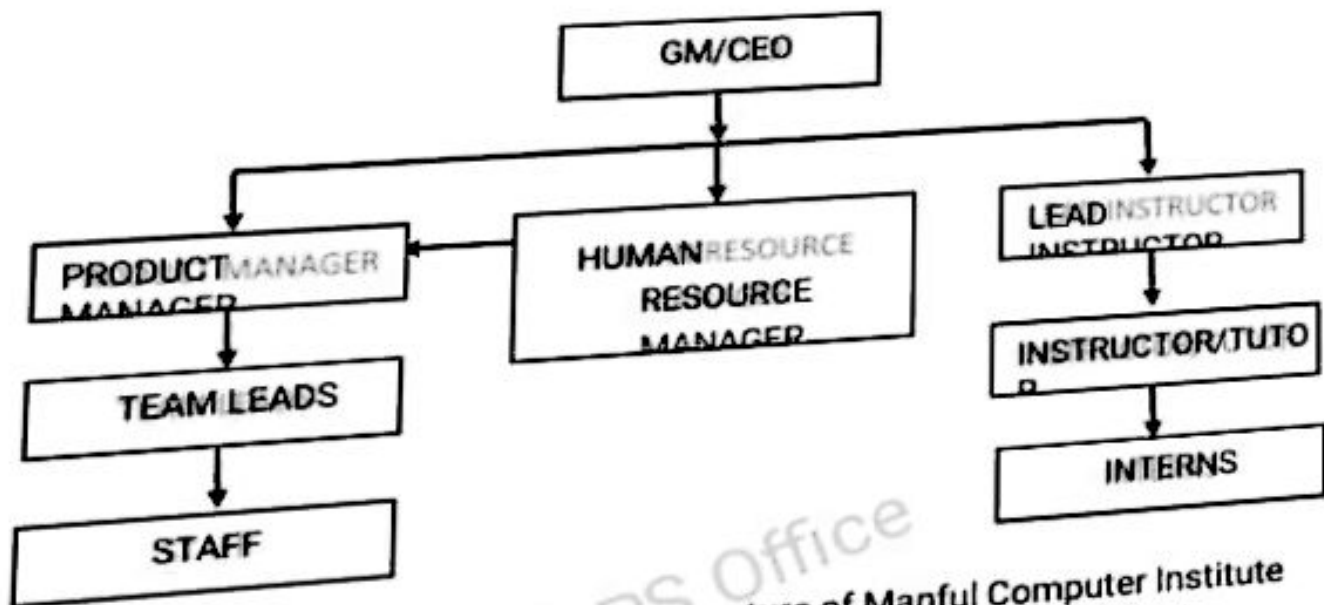 GM/CEO
LEAD INSTRUCTOR
INSTRUCTOR
HUMAN RESOURCE
RESOURCE
MANAGER
PRODUCT MANAGER
MANAGER
INSTRUCTOR/TUTO
R
TEAM LEADS
INTERNS
STAFF
PS Office
of Manful Computer Institute